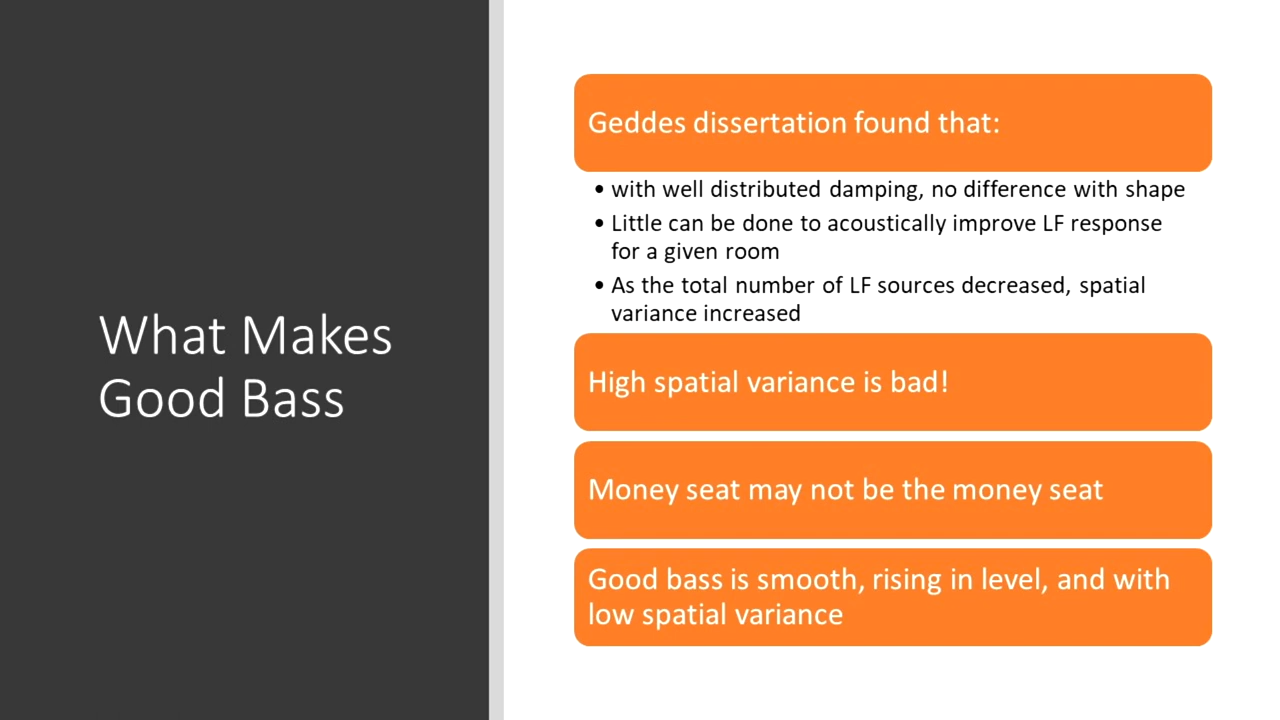 What Makes
Good Bass
Geddes dissertation found that:
• with well distributed damping, no difference with shape
• Little can be done to acoustically improve LF response
for a given room
• As the total number of LF sources decreased, spatial
variance increased
High spatial variance is bad!
Money seat may not be the money seat
Good bass is smooth, rising in level, and with
low spatial variance